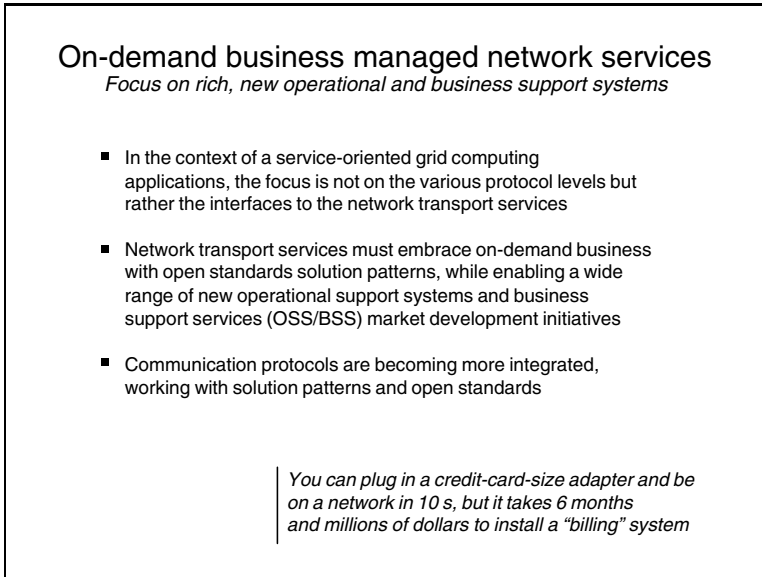 On-demand business managed network services
Focus on rich, new operational and business support systems
▪ In the context of a service-oriented grid computing
applications, the focus is not on the various protocol levels but
rather the interfaces to the network transport services
▪ Network transport services must embrace on-demand business
with open standards solution patterns, while enabling a wide
range of new operational support systems and business
support services (OSS/BSS) market development initiatives
▪ Communication protocols are becoming more integrated,
working with solution patterns and open standards
You can plug in a credit-card-size adapter and be
on a network in 10 s, but it takes 6 months
and millions of dollars to install a “billing” system